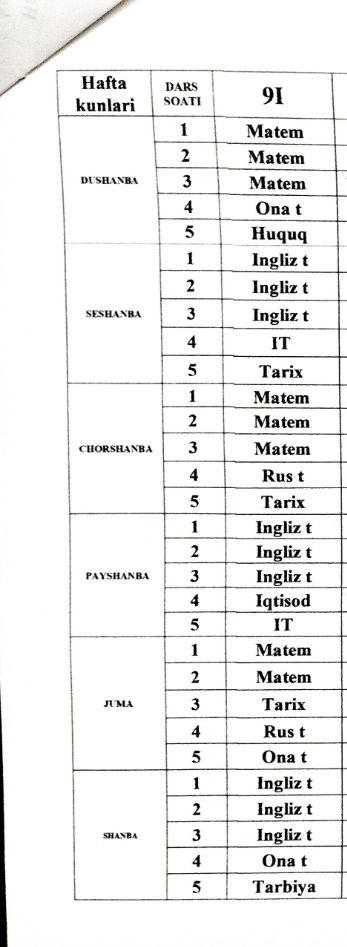 Hafta kunlari DARS SOATI 9I
DUSHANBA 1 Matem
2 Matem
3 Matem
4 Ona t
5 Huquq
SESHANBA 1 Ingliz t
2 Ingliz t
3 Ingliz t
4 IT
5 Tarix
CHORSHANBA 1 Matem
2 Matem
3 Matem
4 Rus t
5 Tarix
PAYSHANBA 1 Ingliz t
2 Ingliz t
3 Ingliz t
4 Iqtisod
5 IT
JUMA 1 Matem
2 Matem
3 Tarix
4 Rus t
5 Ona t
SHANBA 1 Ingliz t
2 Ingliz t
3 Ingliz t
4 Ona t
5 Tarbiya